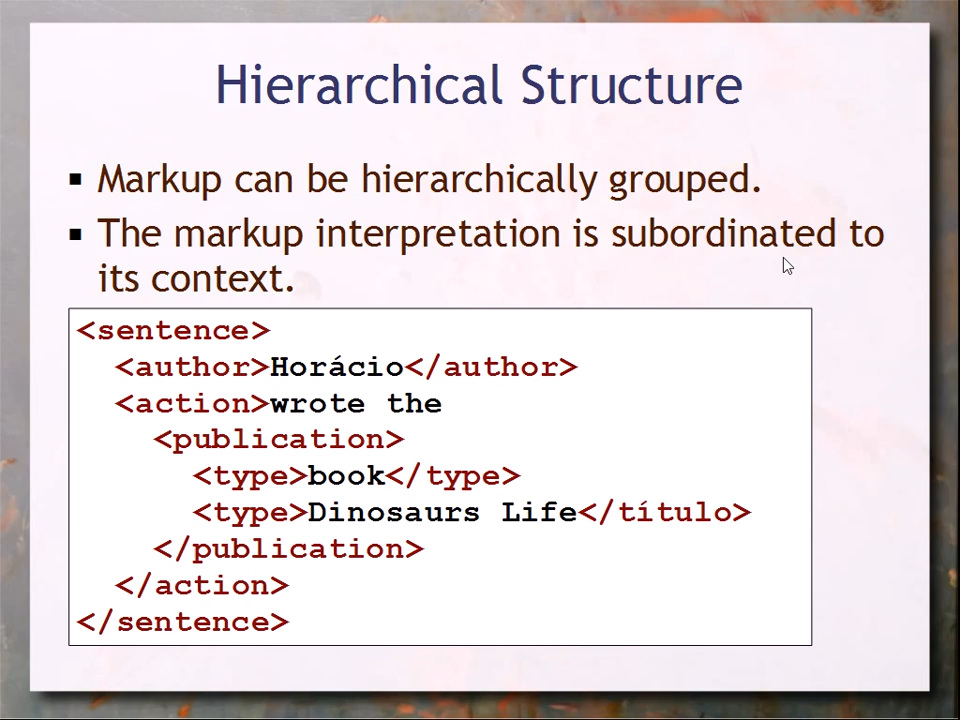 Hierarchical Structure
▪ Markup can be hierarchically grouped.
▪ The markup interpretation is subordinated to
its context.
<sentence>
  <author>Horácio</author>
  <action>wrote the
    <publication>
      <type>book</type>
      <type>Dinosaurs Life</título>
    </publication>
  </action>
</sentence>